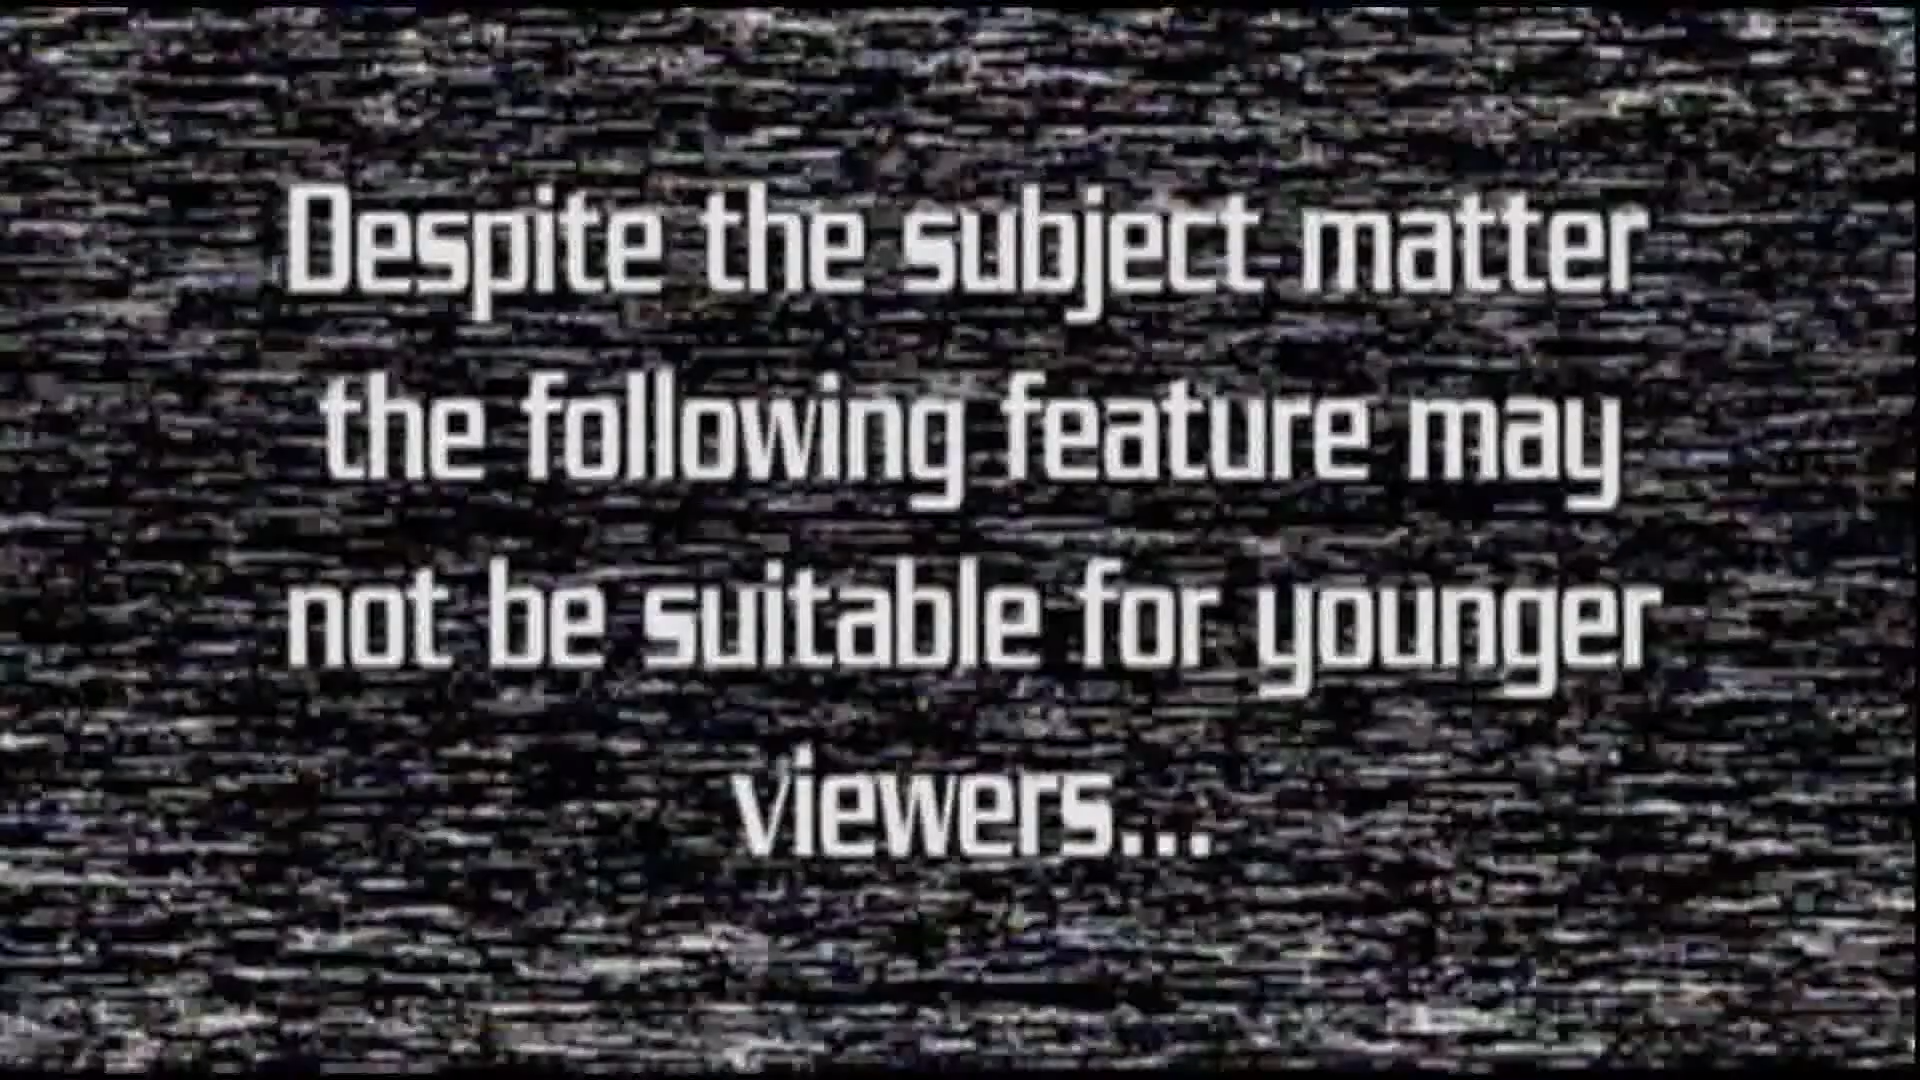 Despite the subject matter
the following feature may
not be suitable for younger
viewers...